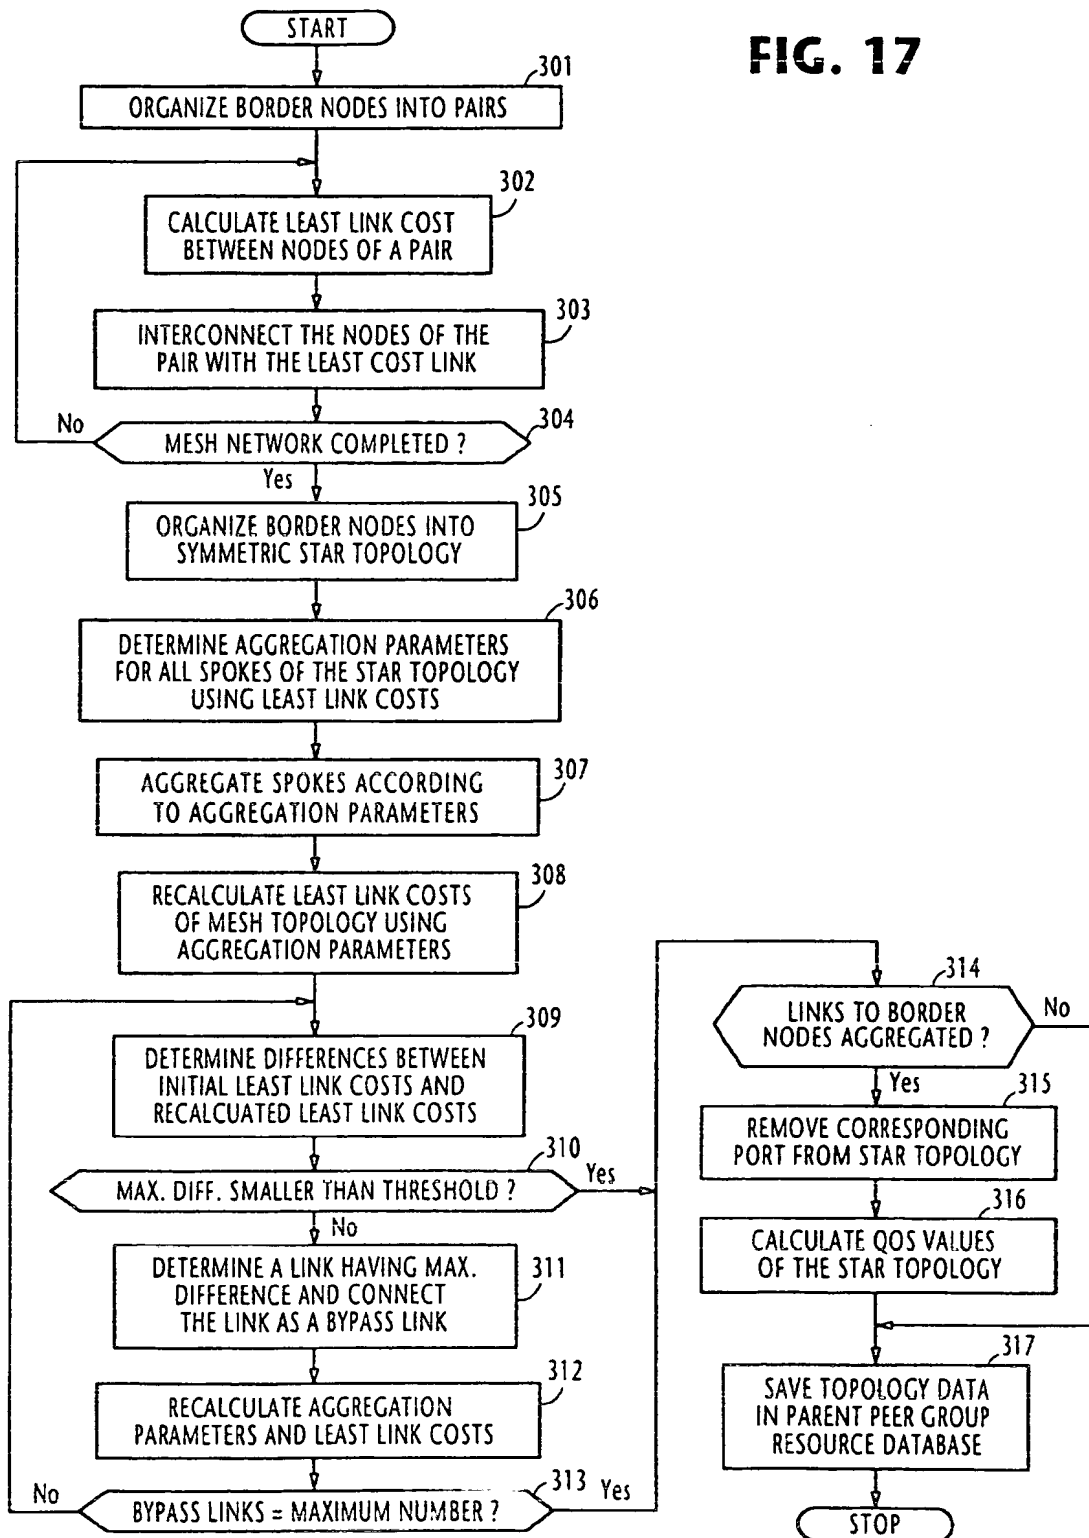 START
FIG. 17
301
ORGANIZE BORDER NODES INTO PAIRS
302
CALCULATE LEAST LINK COST
BETWEEN NODES OF A PAIR
303
INTERCONNECT THE NODES OF THE
PAIR WITH THE LEAST COST LINK
304
MESH NETWORK COMPLETED ?
No
Yes
305
ORGANIZE BORDER NODES INTO
SYMMETRIC STAR TOPOLOGY
306
DETERMINE AGGREGATION PARAMETERS
FOR ALL SPOKES OF THE STAR TOPOLOGY
USING LEAST LINK COSTS
307
AGGREGATE SPOKES ACCORDING
TO AGGREGATION PARAMETERS
308
RECALCULATE LEAST LINK COSTS
OF MESH TOPOLOGY USING
AGGREGATION PARAMETERS
309
DETERMINE DIFFERENCES BETWEEN
INITIAL LEAST LINK COSTS AND
RECALCUATED LEAST LINK COSTS
310
MAX. DIFF. SMALLER THAN THRESHOLD ?
Yes
No
311
DETERMINE A LINK HAVING MAX.
DIFFERENCE AND CONNECT
THE LINK AS A BYPASS LINK
312
RECALCULATE AGGREGATION
PARAMETERS AND LEAST LINK COSTS
313
BYPASS LINKS = MAXIMUM NUMBER ?
No
Yes
314
LINKS TO BORDER
NODES AGGREGATED ?
No
Yes
315
REMOVE CORRESPONDING
PORT FROM STAR TOPOLOGY
316
CALCULATE QOS VALUES
OF THE STAR TOPOLOGY
317
SAVE TOPOLOGY DATA
IN PARENT PEER GROUP
RESOURCE DATABASE
STOP